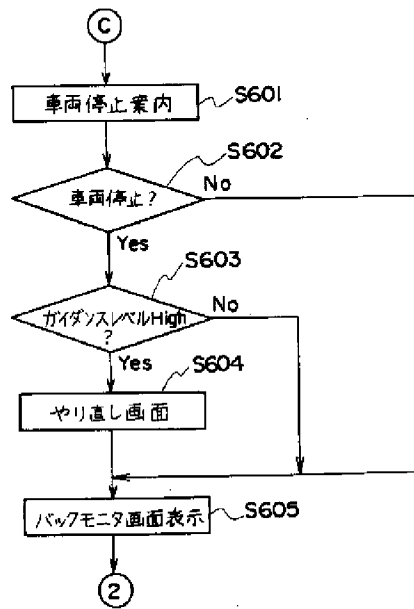 C
車両停止案内
S601
S602
車両停止?
No
Yes
S603
ガイダンスレベルHigh
?
No
Yes
S604
やり直し画面
バックモニタ画面表示
S605
2